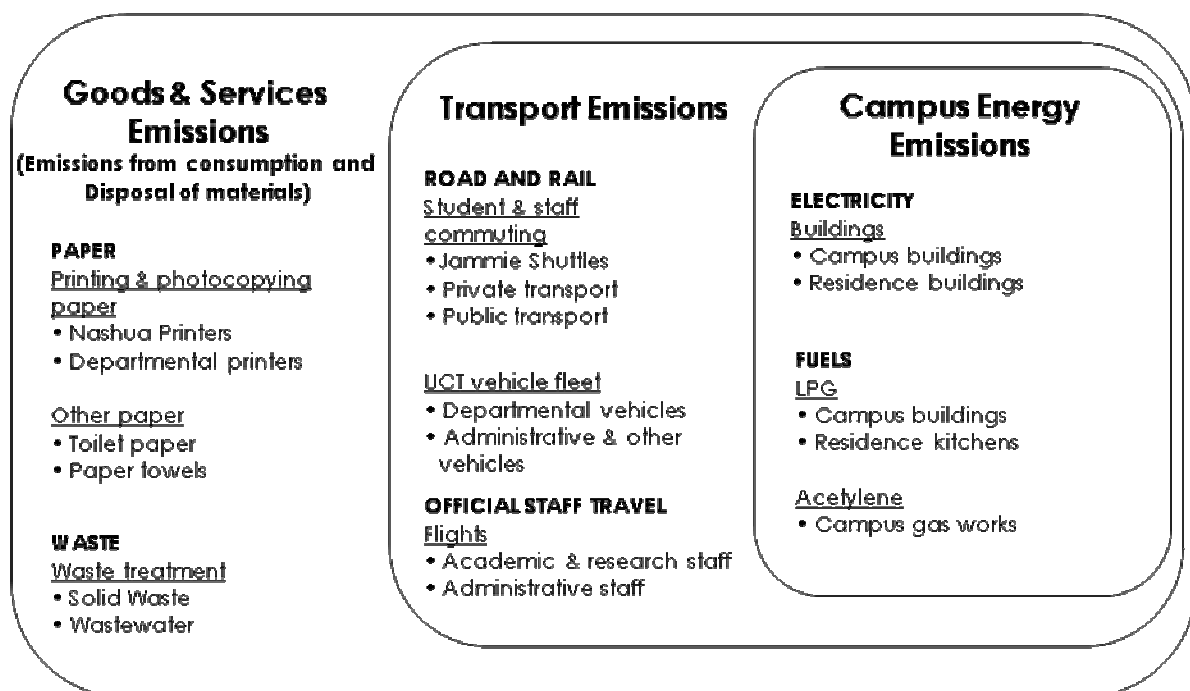 Goods & Services
Emissions
(Emissions from consumption and
Disposal of materials)
PAPER
Printing & photocopying
paper
• Nashua Printers
• Departmental printers
Other paper
• Toilet paper
• Paper towels
WASTE
Waste treatment
• Solid Waste
• Wastewater
Transport Emissions
ROAD AND RAIL
Student & staff
commuting
• Jammie Shuttles
• Private transport
• Public transport
UCT vehicle fleet
• Departmental vehicles
• Administrative & other
vehicles
OFFICIAL STAFF TRAVEL
Flights
• Academic & research staff
• Administrative staff
Campus Energy
Emissions
ELECTRICITY
Buildings
• Campus buildings
• Residence buildings
FUELS
LPG
• Campus buildings
• Residence kitchens
Acetylene
• Campus gas works